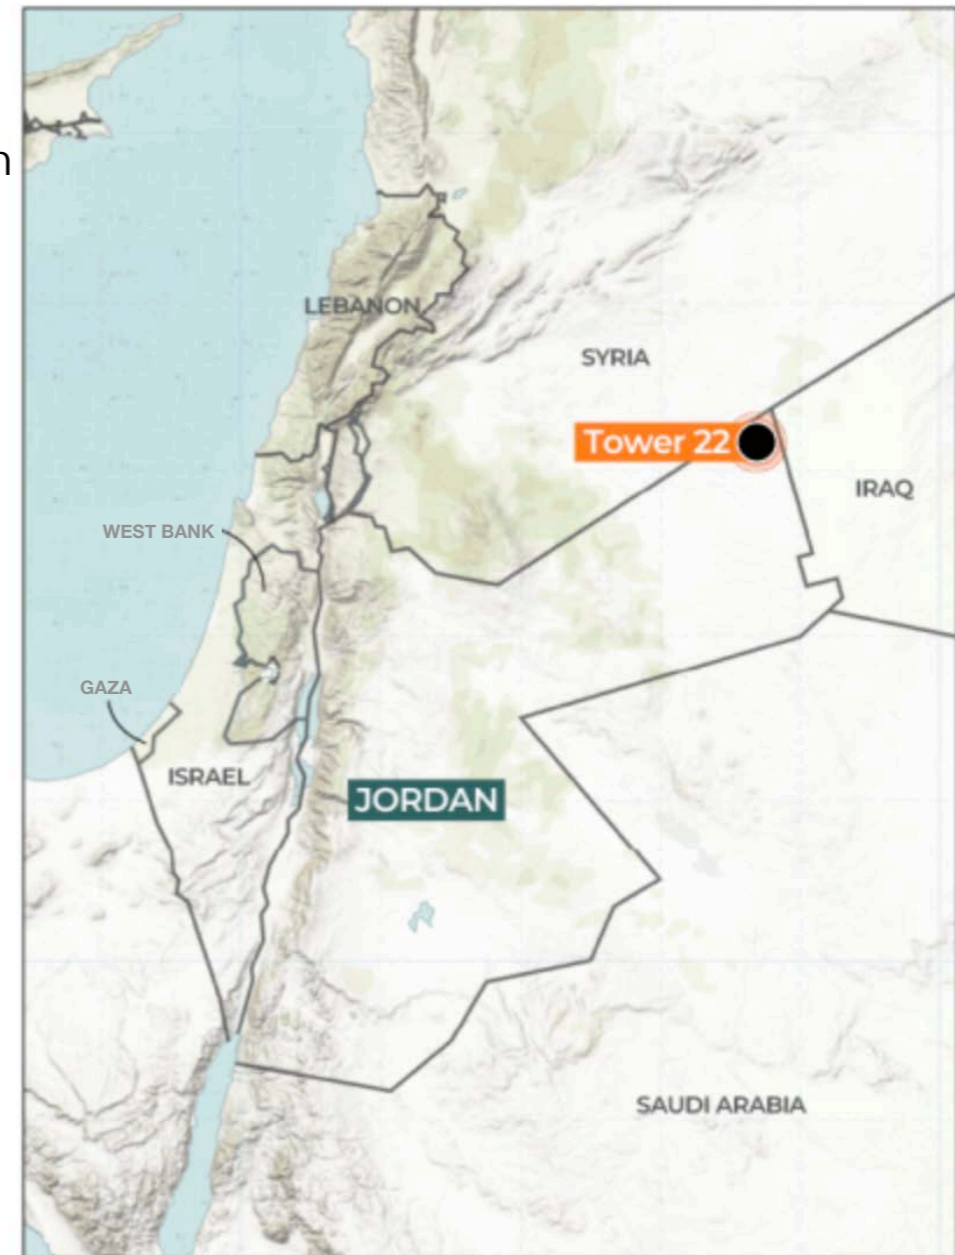 n
LEBANON
SYRIA
Tower 22
IRAQ
WEST BANK
GAZA
ISRAEL
JORDAN
SAUDI ARABIA